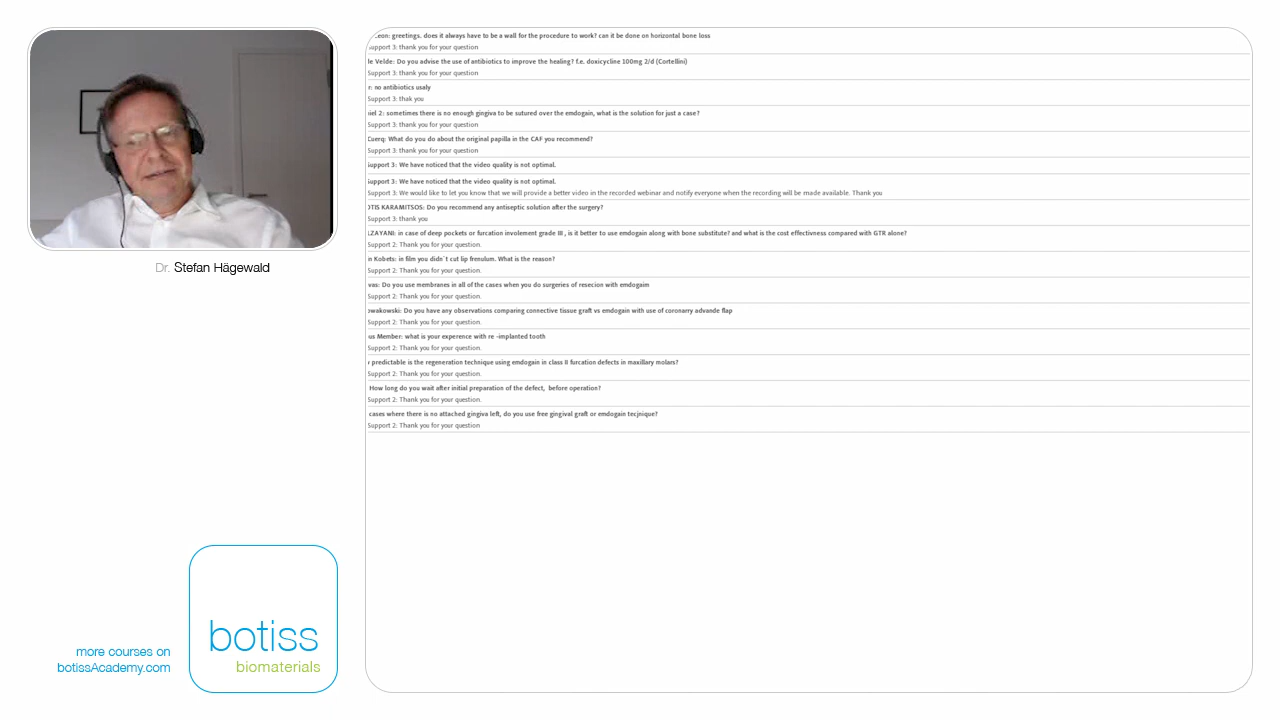 eon: greetings. does it always have to be a wall for the procedure to work? can it be done on horizontal bone loss
support 3: thank you for your question
le Velde: Do you advise the use of antibiotics to improve the healing? f.e. doxicycline 100mg 2/d (Cortellini)
Support 3: thank you for your question
r: no antibiotics usaly
Support 3: thak you
iel 2: sometimes there is no enough gingiva to be sutured over the emdogain, what is the solution for just a case?
Support 3: thank you for your question
Cuerq: What do you do about the original papilla in the CAF you recommend?
Support 3: thank you for your question
Support 3: We have noticed that the video quality is not optimal.
Support 3: We have noticed that the video quality is not optimal.
Support 3: We would like to let you know that we will provide a better video in the recorded webinar and notify everyone when the recording will be made available. Thank you
OTIS KARAMITSOS: Do you recommend any antiseptic solution after the surgery?
Support 3: thank you
LZAYANI: in case of deep pockets or furcation involement grade III, is it better to use emdogain along with bone substitute? and what is the cost effectivness compared with GTR alone?
Support 2: Thank you for your question.
in Kobets: in film you didn`t cut lip frenulum. What is the reason?
Support 2: Thank you for your question.
vas: Do you use membranes in all of the cases when you do surgeries of resecion with emdogaim
Support 2: Thank you for your question.
owakowski: Do you have any observations comparing connective tissue graft vs emdogain with use of coronarry advande flap
Support 2: Thank you for your question.
us Member: what is your experence with re -implanted tooth
Support 2: Thank you for your question.
r predictable is the regeneration technique using emdogain in class II furcation defects in maxillary molars?
Support 2: Thank you for your question.
How long do you wait after initial preparation of the defect, before operation?
Support 2: Thank you for your question.
cases where there is no attached gingiva left, do you use free gingival graft or emdogain tecjnique?
Support 2: Thank you for your question
Dr. Stefan Hägewald
botiss
biomaterials
more courses on
botissAcademy.com